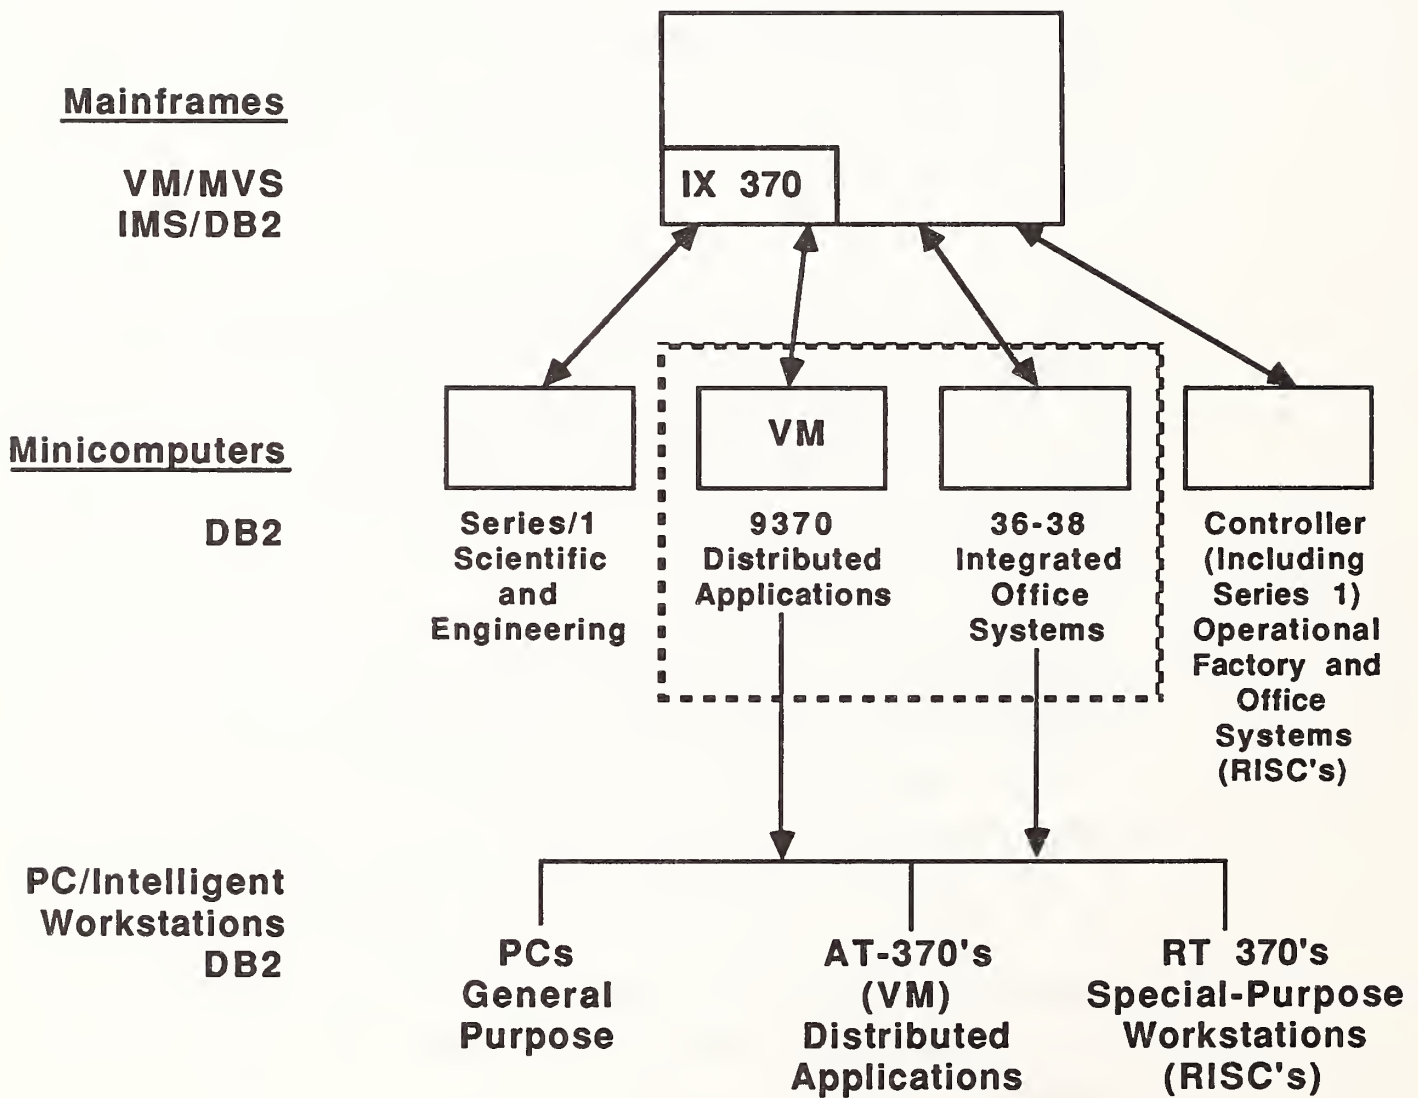 Mainframes
VM/MVS
IMS/DB2
IX 370
Minicomputers
DB2
VM
Series/1
Scientific
and
Engineering
9370
Distributed
Applications
36-38
Integrated
Office
Systems
Controller
(Including
Series 1)
Operational
Factory and
Office
Systems
(RISC's)
PC/Intelligent
Workstations
DB2
PCs
General
Purpose
AT-370's
(VM)
Distributed
Applications
RT 370's
Special-Purpose
Workstations
(RISC's)